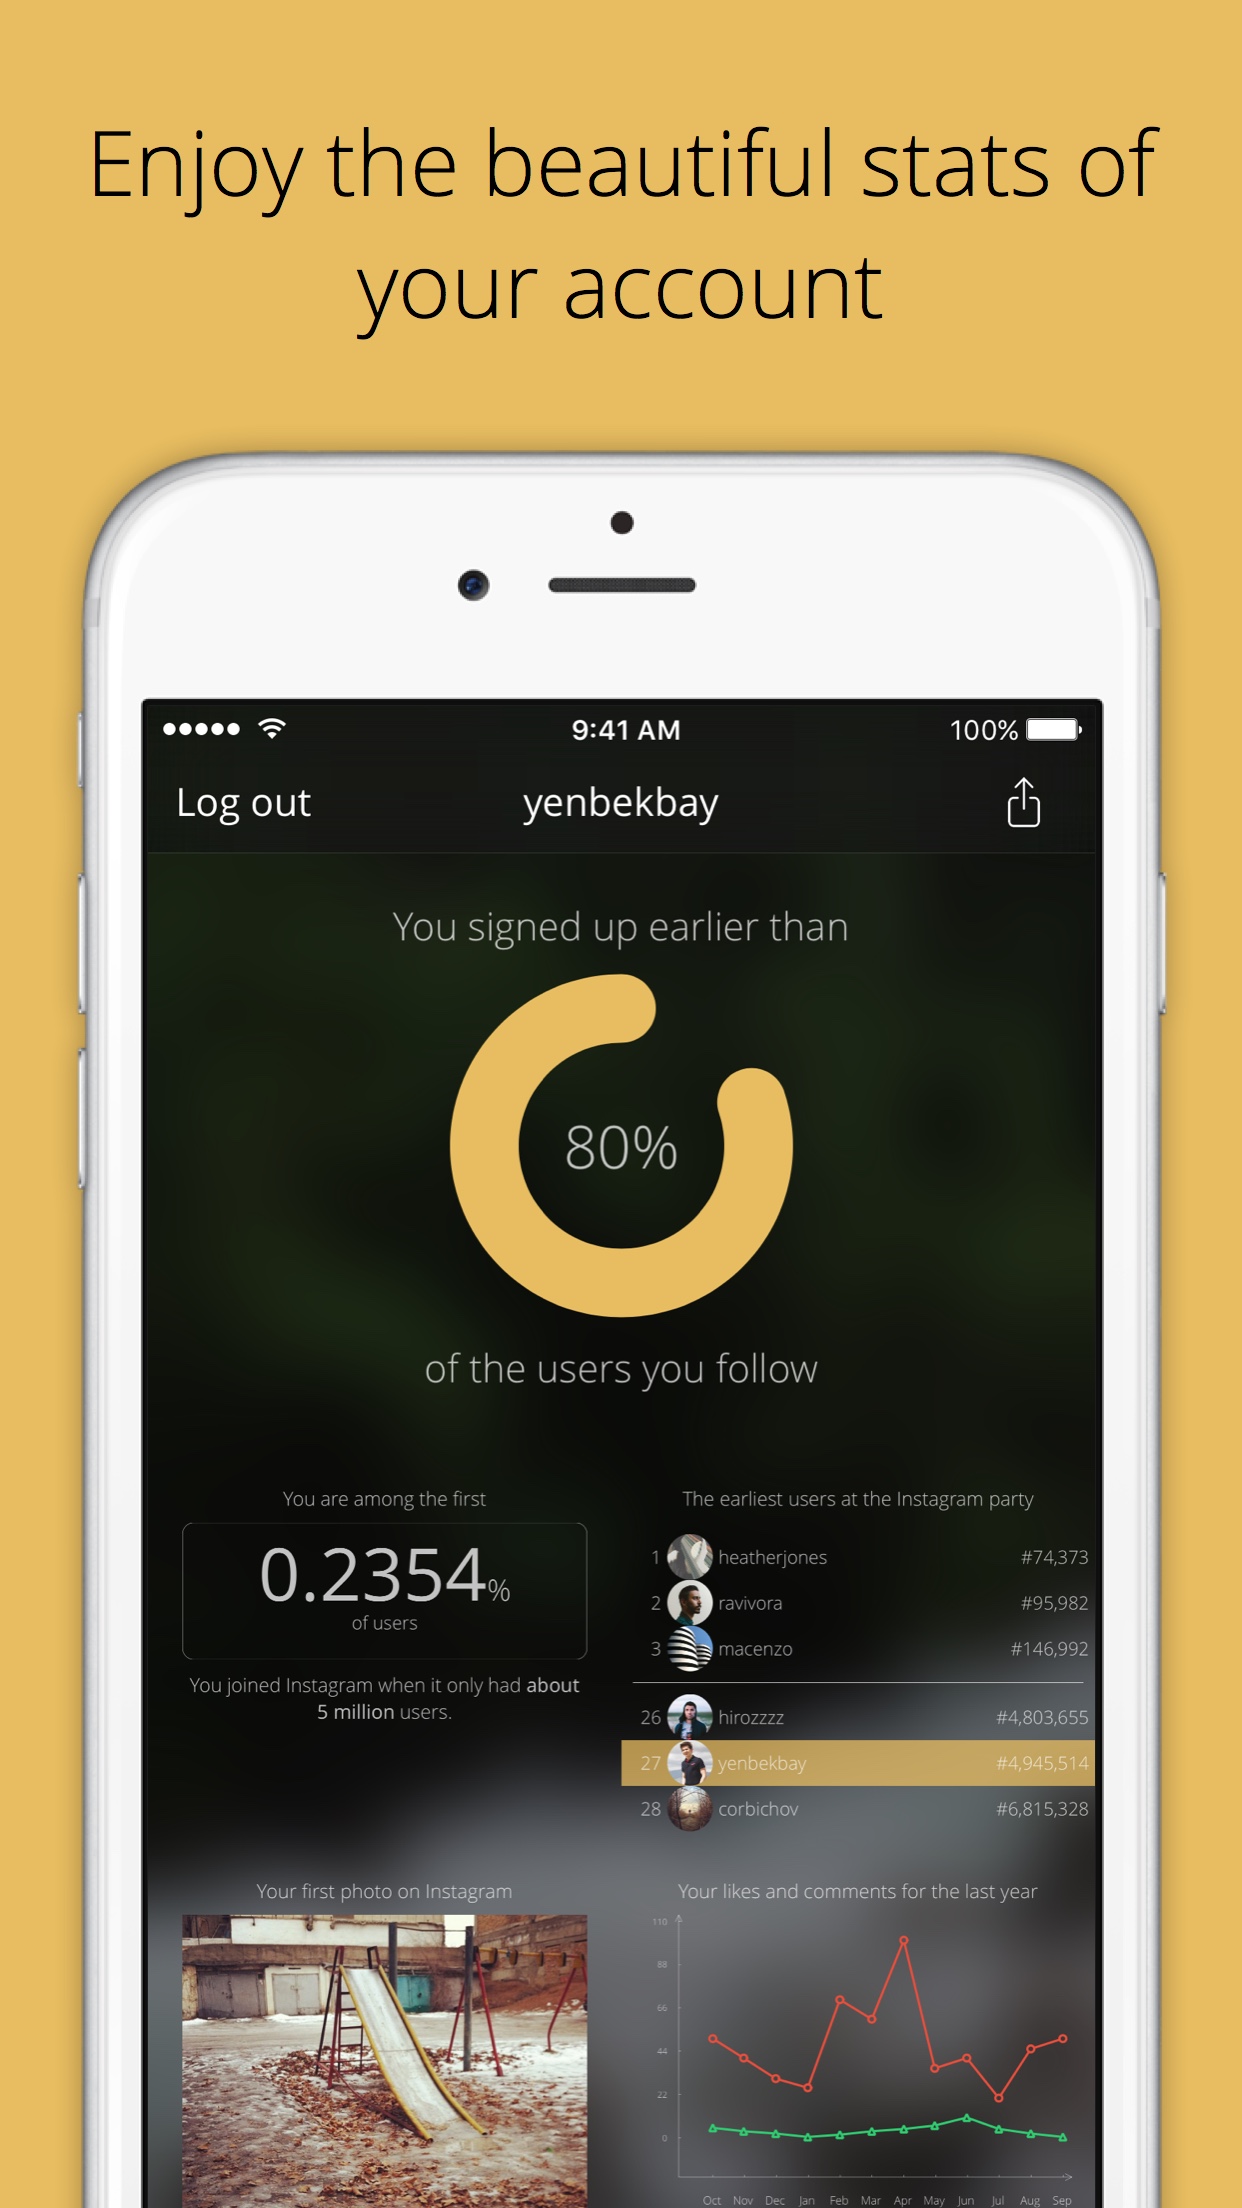 Enjoy the beautiful stats of
your account
9:41 AM
100%
Log out
yenbekbay
You signed up earlier than
80%
of the users you follow
You are among the first
0.2354%
of users
You joined Instagram when it only had about
5 million users.
The earliest users at the Instagram party
1 heatherjones #74,373
2 ravivora #95,982
3 macenzo #146,992
26 hirozzzz #4,803,655
27 yenbekbay #4,945,514
28 corbichov #6,815,328
Your first photo on Instagram
Your likes and comments for the last year
110
88
66
44
22
0
Oct Nov Dec Jan Feb Mar Apr May Jun Jul Aug Sep